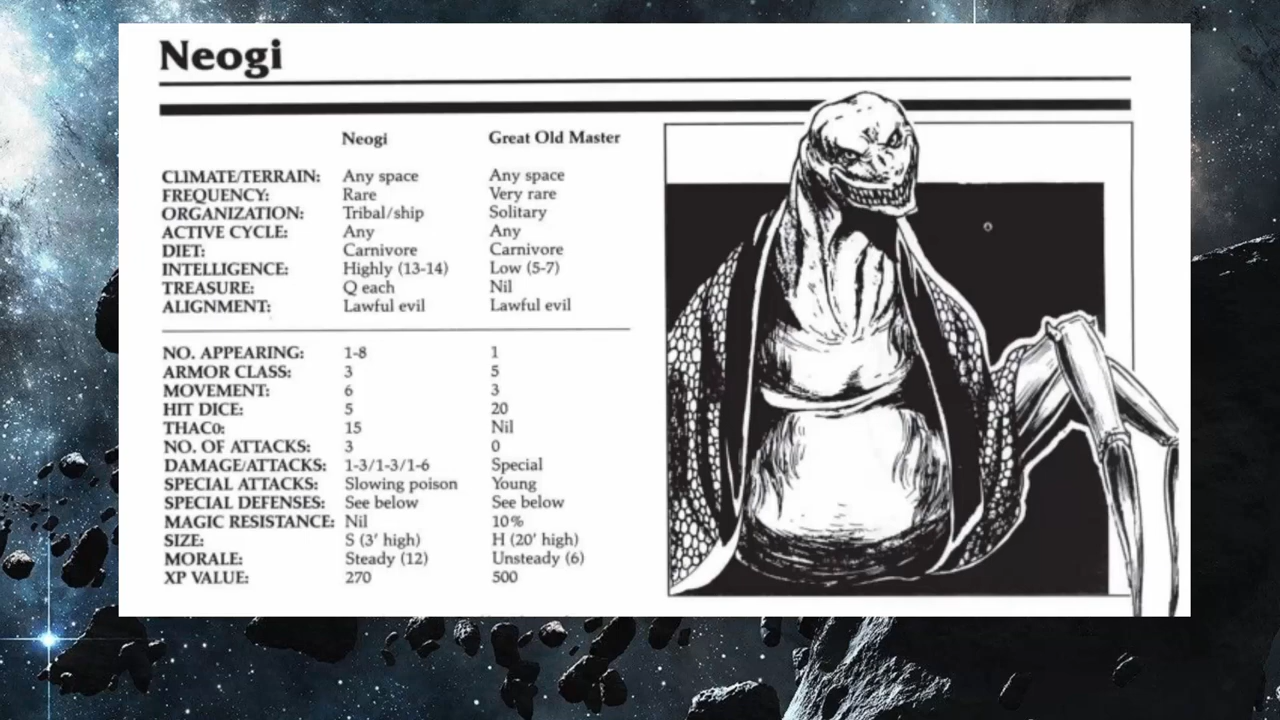 Neogi
Neogi Great Old Master
CLIMATE/TERRAIN: Any space Any space
FREQUENCY: Rare Very rare
ORGANIZATION: Tribal/ship Solitary
ACTIVE CYCLE: Any Any
DIET: Carnivore Carnivore
INTELLIGENCE: Highly (13-14) Low (5-7)
TREASURE: Q each Nil
ALIGNMENT: Lawful evil Lawful evil
NO. APPEARING: 1-8 1
ARMOR CLASS: 3 5
MOVEMENT: 6 3
HIT DICE: 5 20
THAC0: 15 Nil
NO. OF ATTACKS: 3 0
DAMAGE/ATTACKS: 1-3/1-3/1-6 Special
SPECIAL ATTACKS: Slowing poison Young
SPECIAL DEFENSES: See below See below
MAGIC RESISTANCE: Nil 10%
SIZE: S (3' high) H (20' high)
MORALE: Steady (12) Unsteady (6)
XP VALUE: 270 500